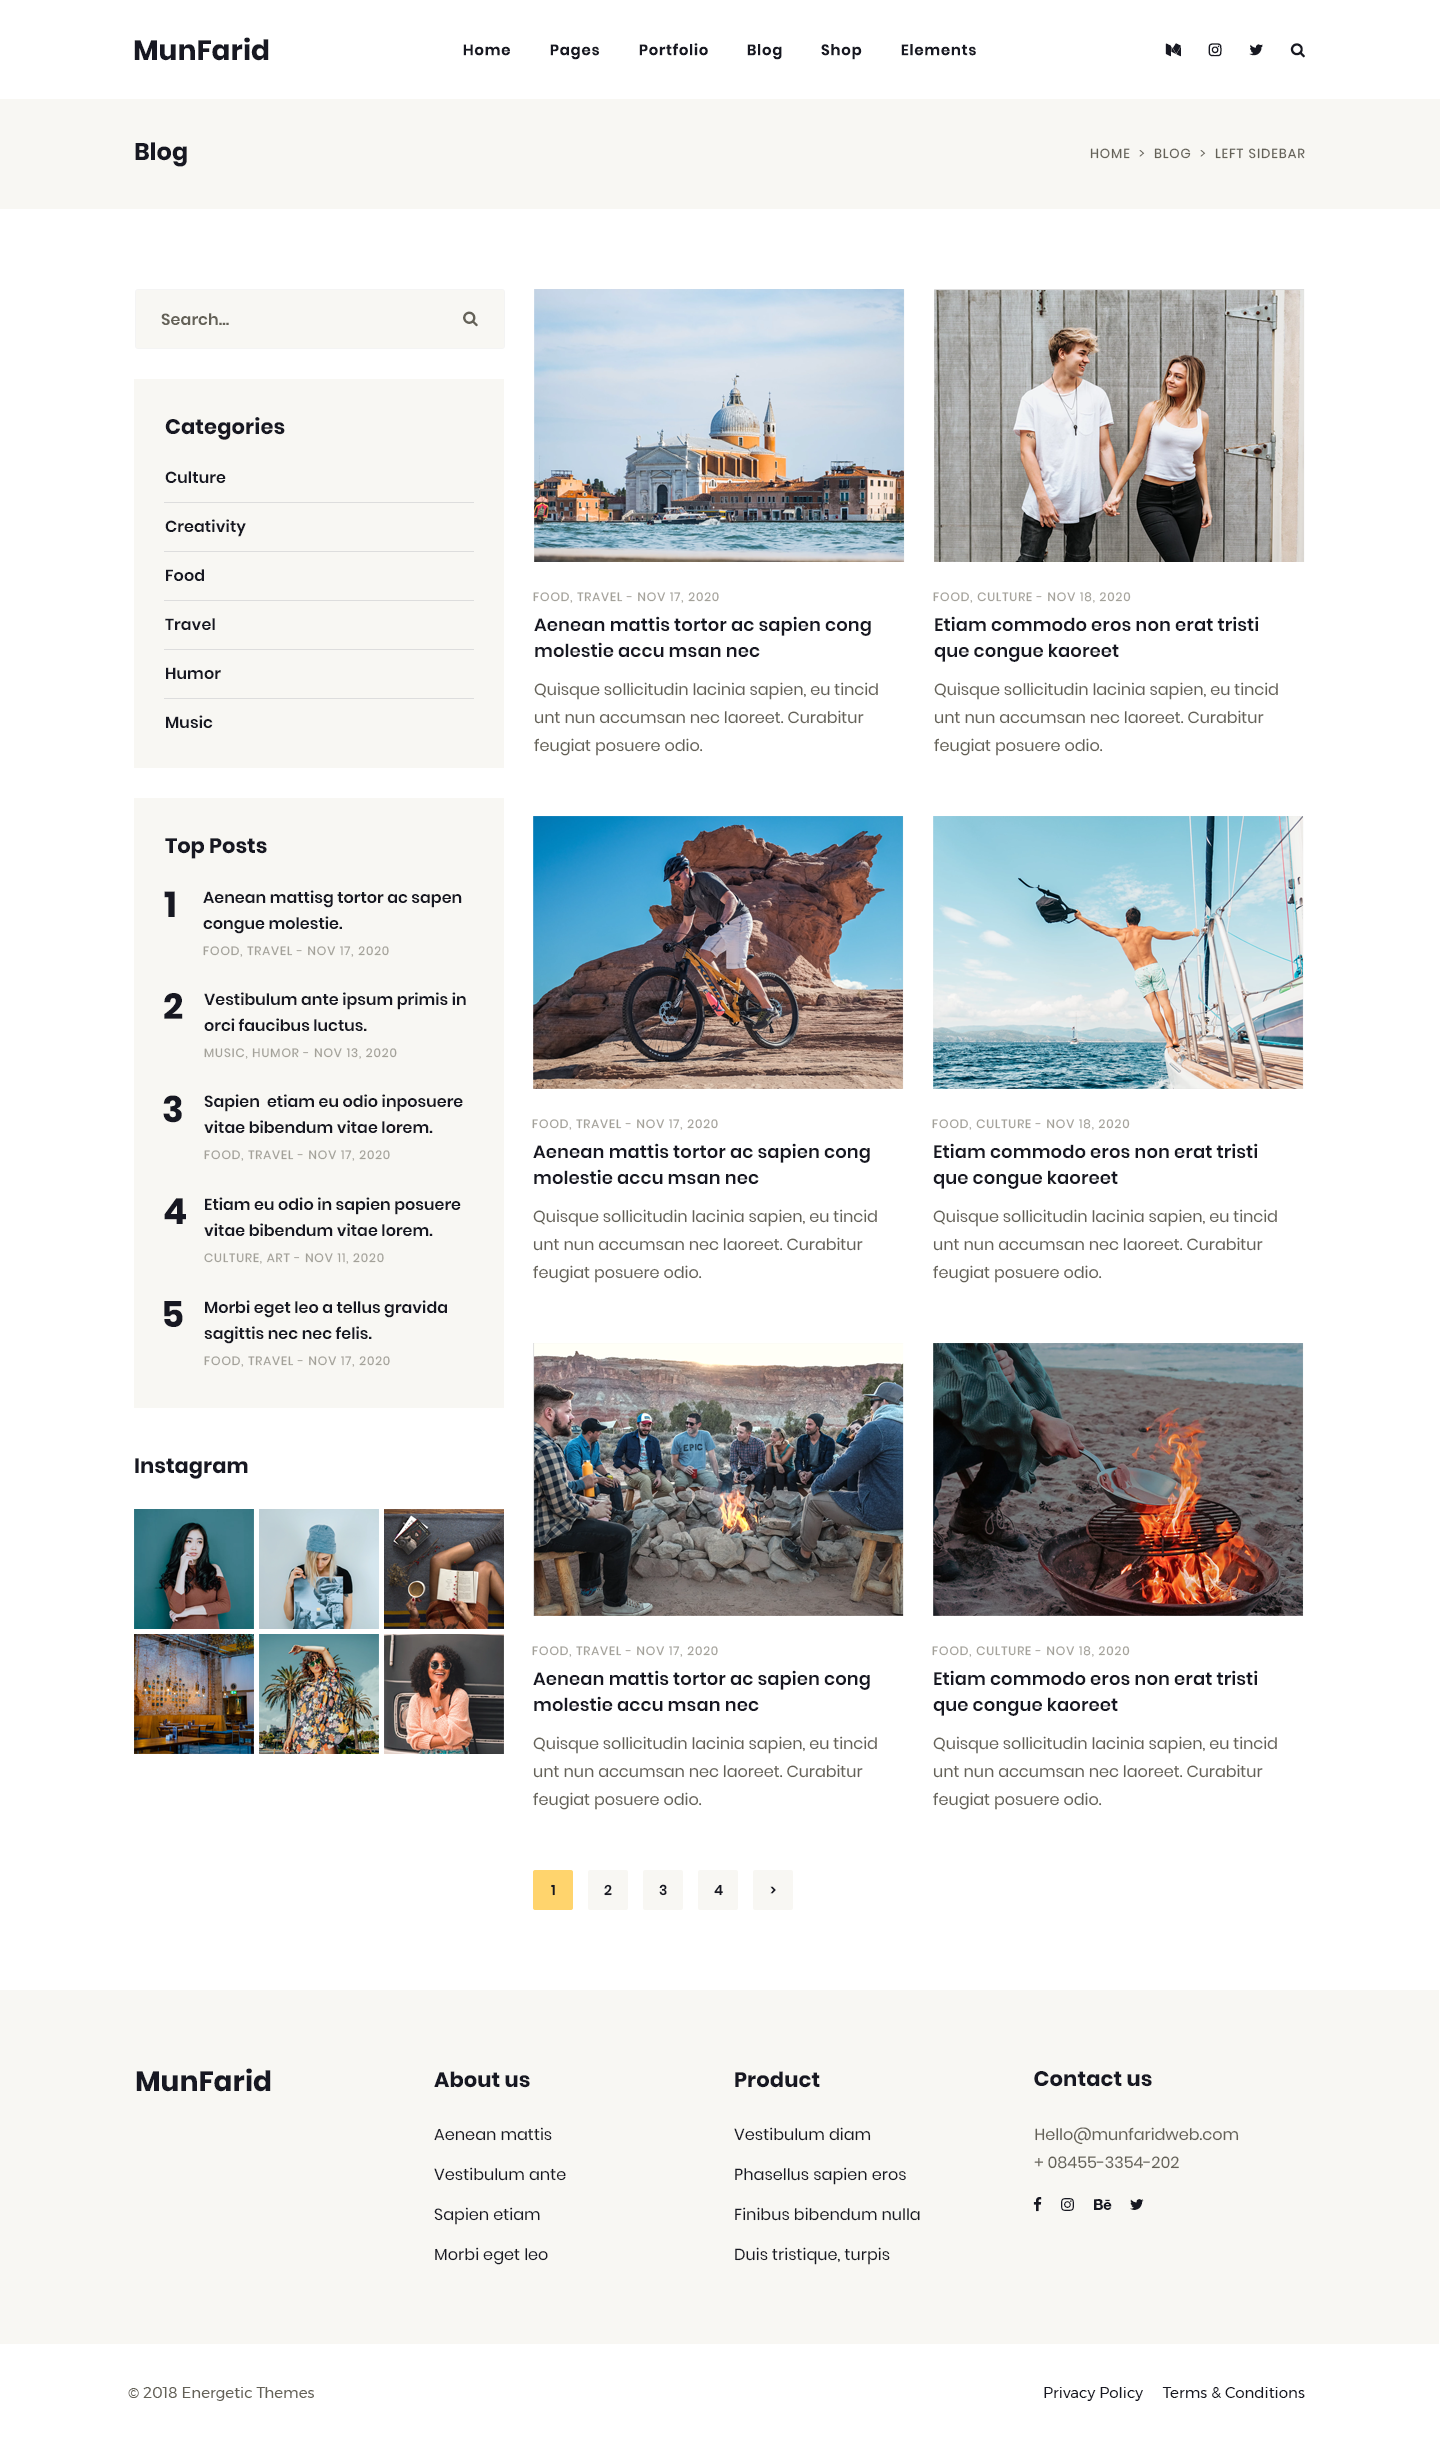 MunFarid
Home Pages Portfolio Blog Shop Elements
Blog
HOME > BLOG > LEFT SIDEBAR
Search...
Categories
Culture
Creativity
Food
Travel
Humor
Music
Top Posts
1
Aenean mattisg tortor ac sapen
congue molestie.
FOOD, TRAVEL - NOV 17, 2020
2
Vestibulum ante ipsum primis in
orci faucibus luctus.
MUSIC, HUMOR - NOV 13, 2020
3
Sapien etiam eu odio inposuere
vitae bibendum vitae lorem.
FOOD, TRAVEL - NOV 17, 2020
4
Etiam eu odio in sapien posuere
vitae bibendum vitae lorem.
CULTURE, ART - NOV 11, 2020
5
Morbi eget leo a tellus gravida
sagittis nec nec felis.
FOOD, TRAVEL - NOV 17, 2020
Instagram
FOOD, TRAVEL - NOV 17, 2020
Aenean mattis tortor ac sapien cong
molestie accu msan nec
Quisque sollicitudin lacinia sapien, eu tincid
unt nun accumsan nec laoreet. Curabitur
feugiat posuere odio.
FOOD, CULTURE - NOV 18, 2020
Etiam commodo eros non erat tristi
que congue kaoreet
Quisque sollicitudin lacinia sapien, eu tincid
unt nun accumsan nec laoreet. Curabitur
feugiat posuere odio.
FOOD, TRAVEL - NOV 17, 2020
Aenean mattis tortor ac sapien cong
molestie accu msan nec
Quisque sollicitudin lacinia sapien, eu tincid
unt nun accumsan nec laoreet. Curabitur
feugiat posuere odio.
FOOD, CULTURE - NOV 18, 2020
Etiam commodo eros non erat tristi
que congue kaoreet
Quisque sollicitudin lacinia sapien, eu tincid
unt nun accumsan nec laoreet. Curabitur
feugiat posuere odio.
EPIC
FOOD, TRAVEL - NOV 17, 2020
Aenean mattis tortor ac sapien cong
molestie accu msan nec
Quisque sollicitudin lacinia sapien, eu tincid
unt nun accumsan nec laoreet. Curabitur
feugiat posuere odio.
FOOD, CULTURE - NOV 18, 2020
Etiam commodo eros non erat tristi
que congue kaoreet
Quisque sollicitudin lacinia sapien, eu tincid
unt nun accumsan nec laoreet. Curabitur
feugiat posuere odio.
1 2 3 4 >
MunFarid
About us
Aenean mattis
Vestibulum ante
Sapien etiam
Morbi eget leo
Product
Vestibulum diam
Phasellus sapien eros
Finibus bibendum nulla
Duis tristique, turpis
Contact us
Hello@munfaridweb.com
+ 08455-3354-202
© 2018 Energetic Themes
Privacy Policy Terms & Conditions